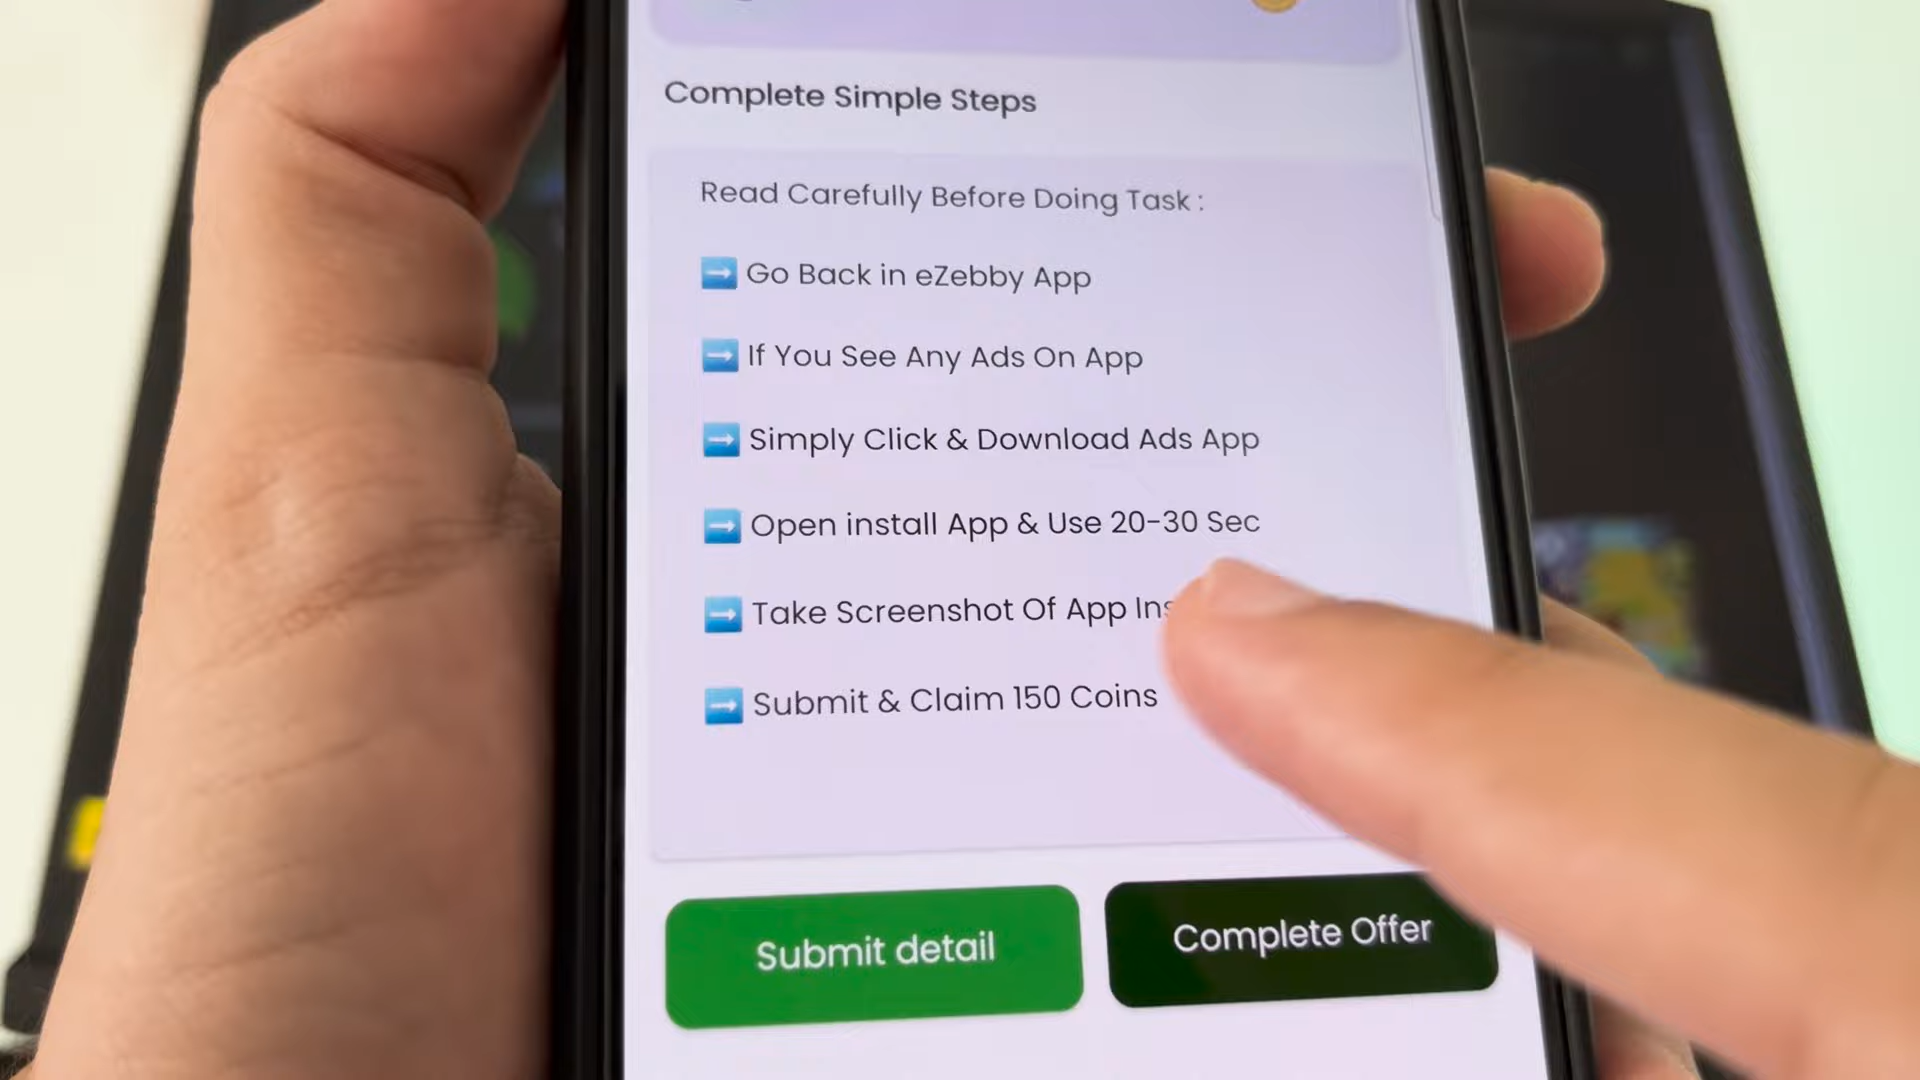 Complete Simple Steps
Read Carefully Before Doing Task :
➡️ Go Back in eZebby App
➡️ If You See Any Ads On App
➡️ Simply Click & Download Ads App
➡️ Open install App & Use 20-30 Sec
➡️ Take Screenshot Of App
➡️ Submit & Claim 150 Coins
Submit detail
Complete Offer